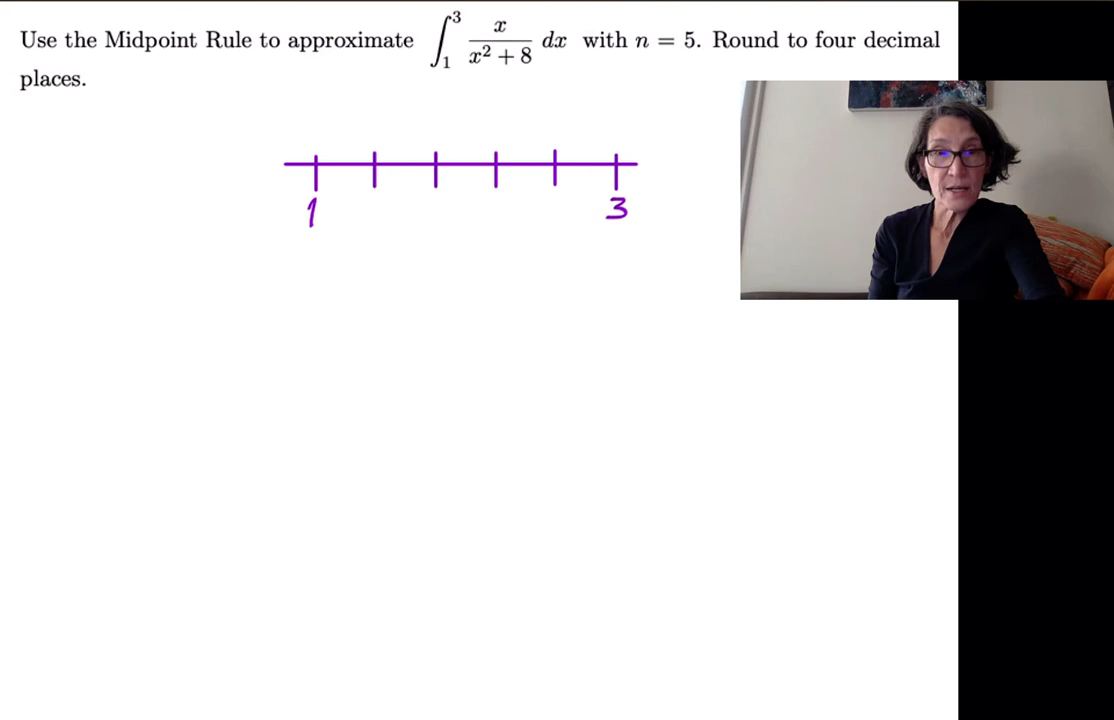 Use the Midpoint Rule to approximate ∫₁³ x/(x² + 8) dx with n = 5. Round to four decimal
places.
1 3